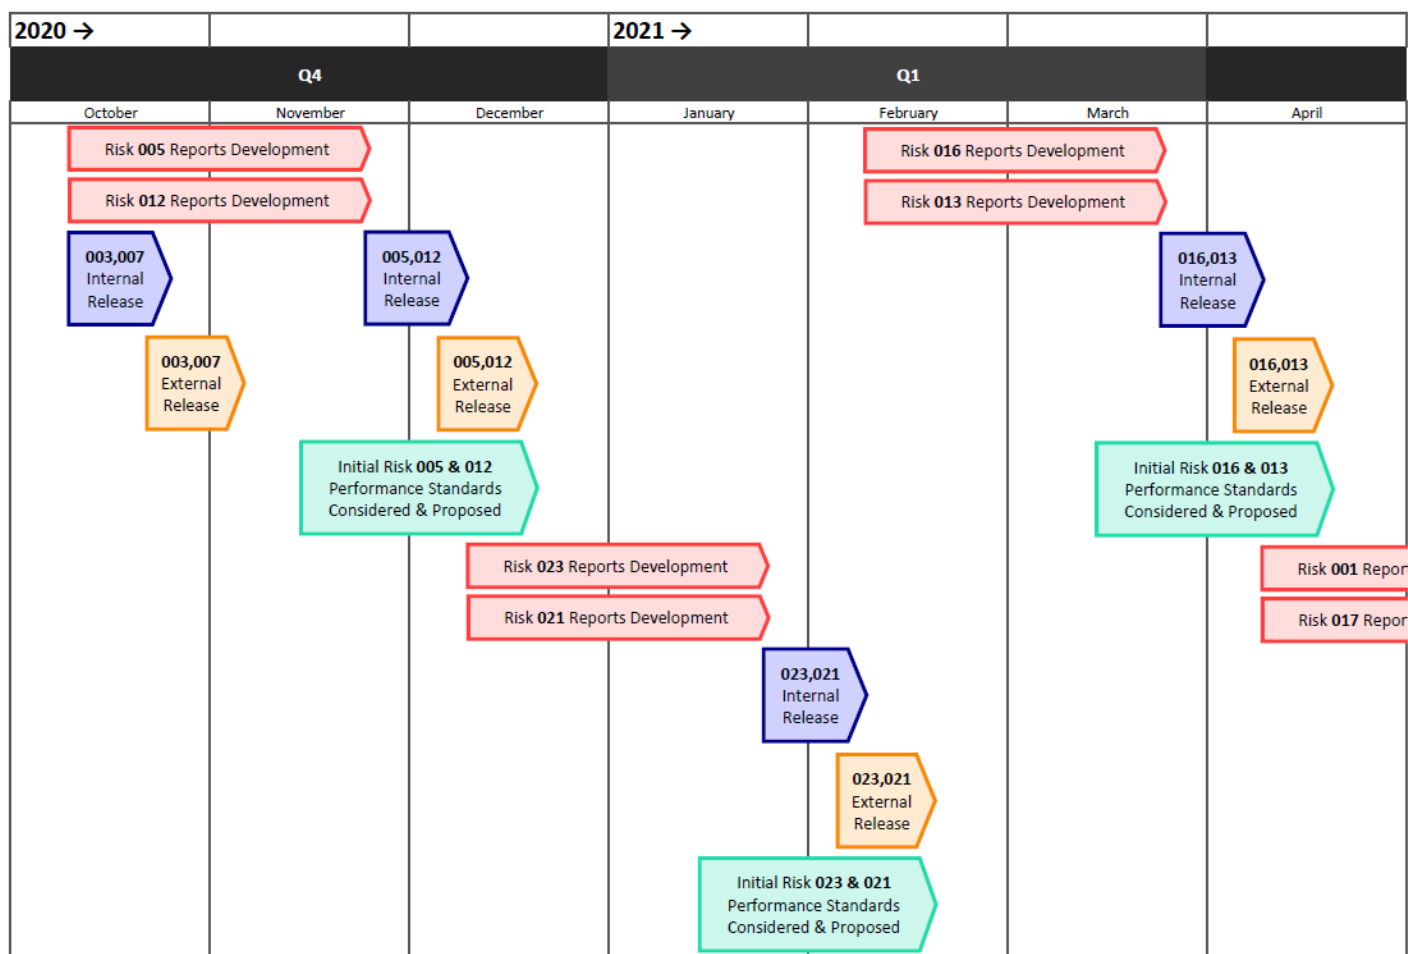 2020 →
2021 →
Q4
Q1
October
November
December
January
February
March
April
Risk 005 Reports Development
Risk 016 Reports Development
Risk 012 Reports Development
Risk 013 Reports Development
003,007
Internal
Release
005,012
Internal
Release
016,013
Internal
Release
003,007
External
Release
005,012
External
Release
016,013
External
Release
Initial Risk 005 & 012
Performance Standards
Considered & Proposed
Initial Risk 016 & 013
Performance Standards
Considered & Proposed
Risk 023 Reports Development
Risk 001 Repor
Risk 021 Reports Development
Risk 017 Repor
023,021
Internal
Release
023,021
External
Release
Initial Risk 023 & 021
Performance Standards
Considered & Proposed